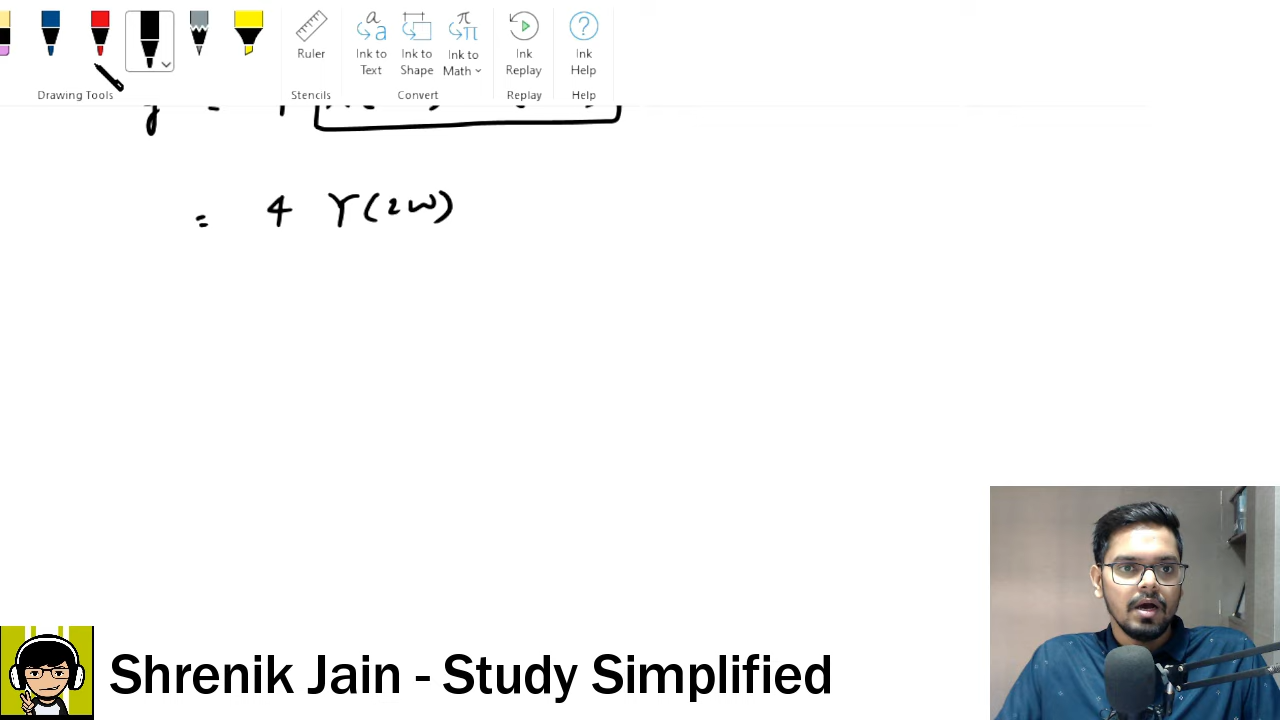 Ruler
Ink to Text
Ink to Shape
Ink to Math
Ink Replay
Ink Help
Drawing Tools
Stencils
Convert
Replay
Help
y =
= 4 Y(2W)
Shrenik Jain - Study Simplified